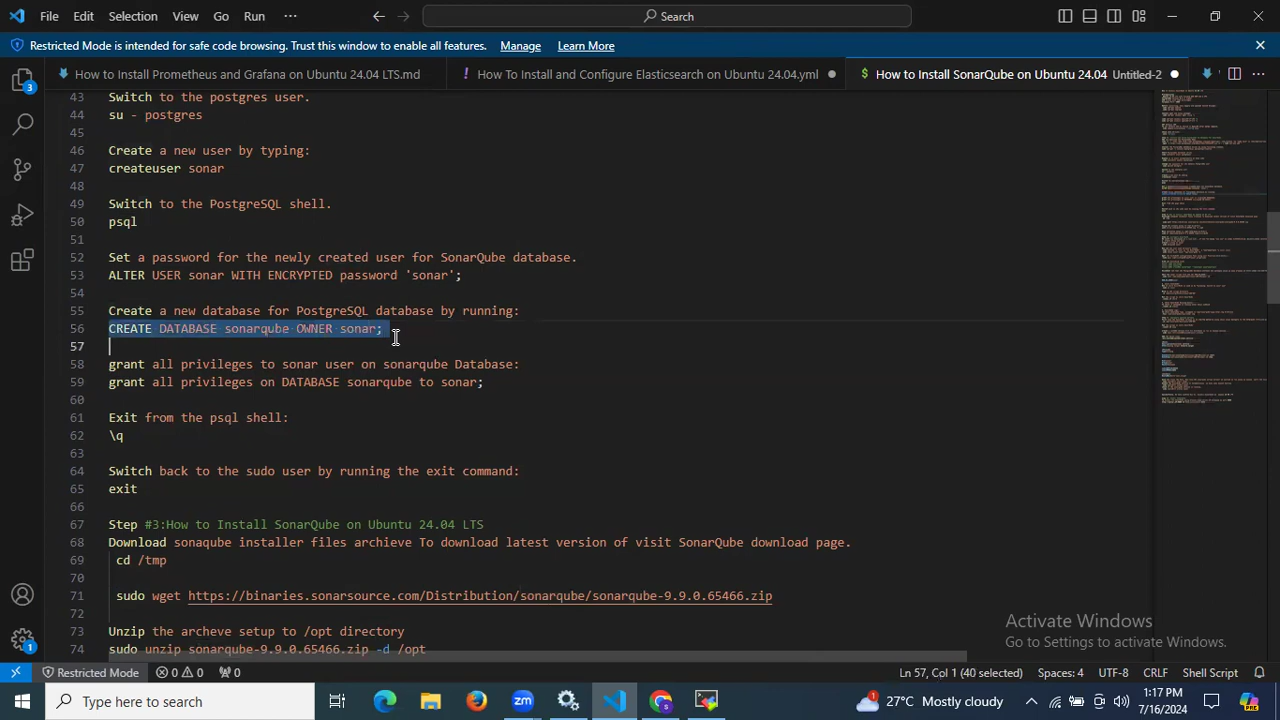 File Edit Selection View Go Run ··· Search
Restricted Mode is intended for safe code browsing. Trust this window to enable all features. Manage Learn More
How to Install Prometheus and Grafana on Ubuntu 24.04 LTS.md
How to Install and Configure Elasticsearch on Ubuntu 24.04.yml
How to Install SonarQube on Ubuntu 24.04 Untitled-2
43 Switch to the postgres user.
44 su - postgres
45
46 Create a new user by typing:
47 createuser sonar
48
49 Switch to the PostgreSQL shell.
50 psql
51
52 Set a password for the newly created user for SonarQube database.
53 ALTER USER sonar WITH ENCRYPTED password 'sonar';
54
55 Create a new database for PostgreSQL database by running:
56 CREATE DATABASE sonarqube OWNER sonar;
57
58 grant all privileges to sonar user on sonarqube Database.
59 grant all privileges on DATABASE sonarqube to sonar;
60
61 Exit from the psql shell:
62 \q
63
64 Switch back to the sudo user by running the exit command:
65 exit
66
67 Step #3:How to Install SonarQube on Ubuntu 24.04 LTS
68 Download sonaqube installer files archieve To download latest version of visit SonarQube download page.
69 cd /tmp
70
71 sudo wget https://binaries.sonarsource.com/Distribution/sonarqube/sonarqube-9.9.0.65466.zip
72
73 Unzip the archeve setup to /opt directory
74 sudo unzip sonarqube-9.9.0.65466.zip -d /opt
3
1
Activate Windows
Go to Settings to activate Windows.
Restricted Mode 0 0 0 Ln 57, Col 1 (40 selected) Spaces: 4 UTF-8 CRLF Shell Script
Type here to search
zm
1
27°C Mostly cloudy
1:17 PM
7/16/2024
PRE